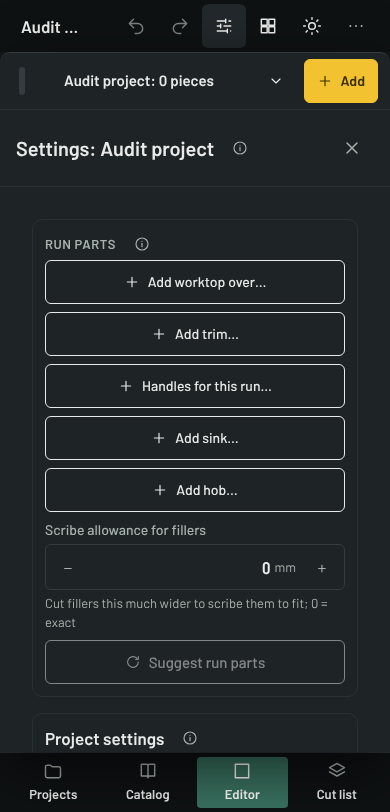 Audit ...
Audit project: 0 pieces
Add
Settings: Audit project
RUN PARTS
Add worktop over...
Add trim...
Handles for this run...
Add sink...
Add hob...
Scribe allowance for fillers
− 0 mm +
Cut fillers this much wider to scribe them to fit; 0 =
exact
Suggest run parts
Project settings
Projects Catalog Editor Cut list